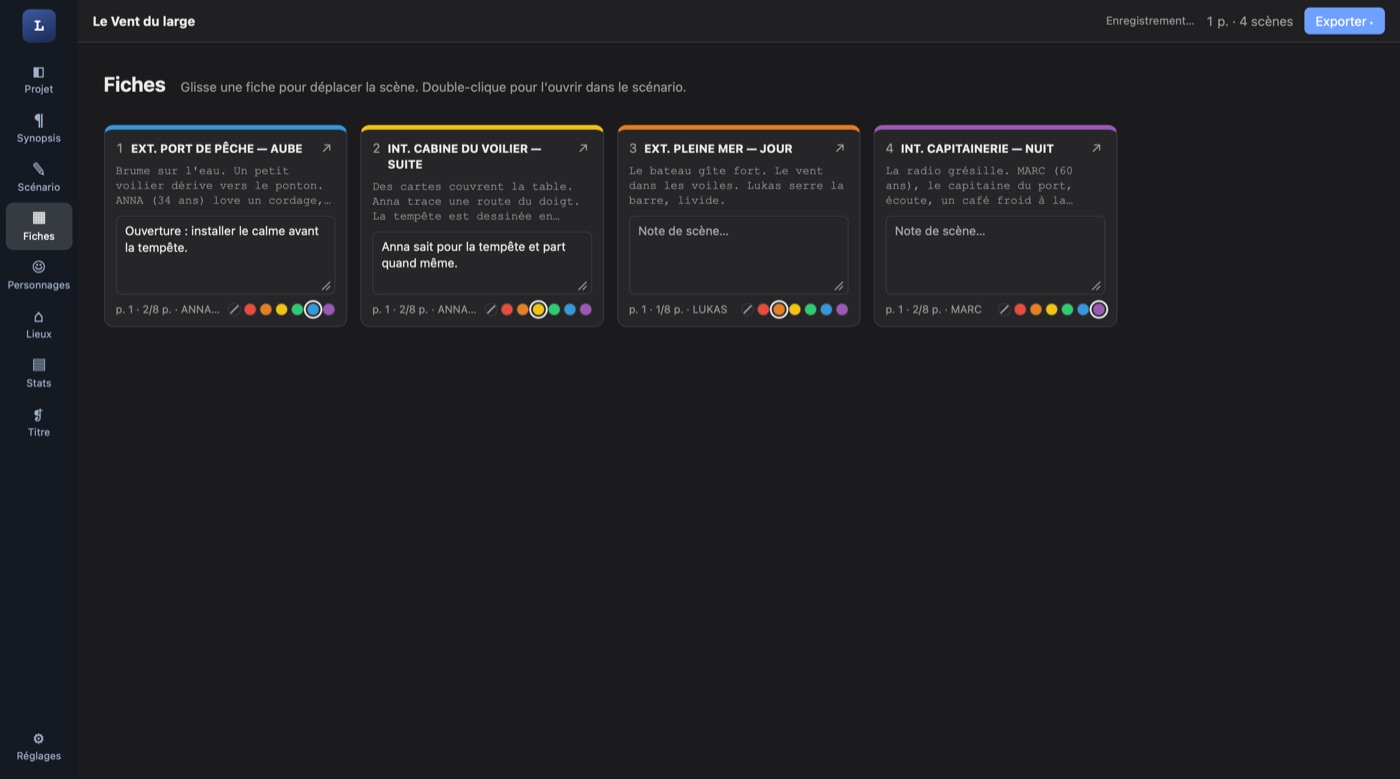 L
Le Vent du large
Enregistrement...
1 p. · 4 scènes
Exporter
Projet
Synopsis
Scénario
Fiches
Personnages
Lieux
Stats
Titre
Réglages
Fiches
Glisse une fiche pour déplacer la scène. Double-clique pour l'ouvrir dans le scénario.
1 EXT. PORT DE PÊCHE — AUBE
Brume sur l'eau. Un petit
voilier dérive vers le ponton.
ANNA (34 ans) love un cordage,…
Ouverture : installer le calme avant
la tempête.
p. 1 · 2/8 p. · ANNA...
2 INT. CABINE DU VOILIER —
SUITE
Des cartes couvrent la table.
Anna trace une route du doigt.
La tempête est dessinée en…
Anna sait pour la tempête et part
quand même.
p. 1 · 2/8 p. · ANNA...
3 EXT. PLEINE MER — JOUR
Le bateau gîte fort. Le vent
dans les voiles. Lukas serre la
barre, livide.
Note de scène...
p. 1 · 1/8 p. · LUKAS
4 INT. CAPITAINERIE — NUIT
La radio grésille. MARC (60
ans), le capitaine du port,
écoute, un café froid à la…
Note de scène...
p. 1 · 2/8 p. · MARC